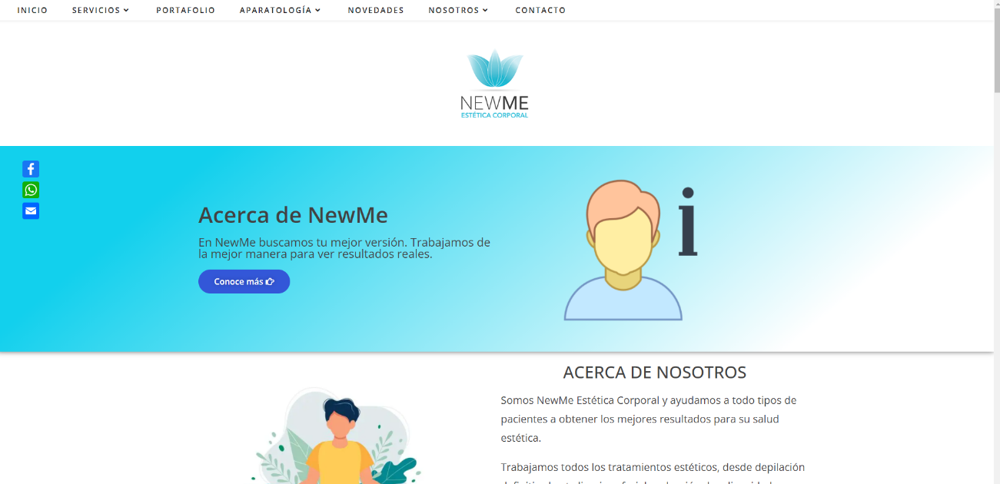 INICIO SERVICIOS PORTAFOLIO APARATOLOGÍA NOVEDADES NOSOTROS CONTACTO
NEWME
ESTÉTICA CORPORAL
Acerca de NewMe
En NewMe buscamos tu mejor versión. Trabajamos de
la mejor manera para ver resultados reales.
Conoce más
i
ACERCA DE NOSOTROS
Somos NewMe Estética Corporal y ayudamos a todo tipos de
pacientes a obtener los mejores resultados para su salud
estética.
Trabajamos todos los tratamientos estéticos, desde depilación